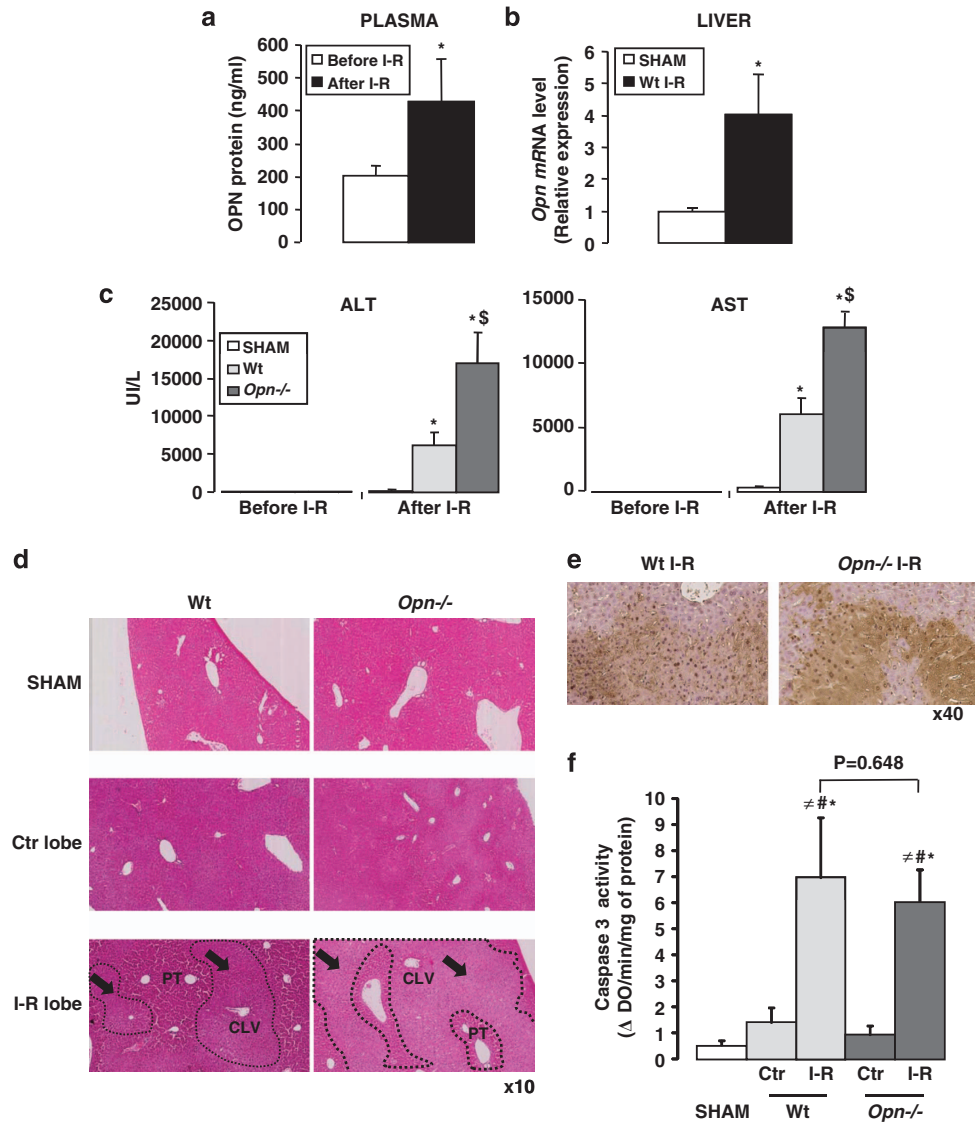 a
PLASMA
OPN protein (ng/ml)
600
500
400
300
200
100
0
Before I-R
After I-R
*
b
LIVER
Opn mRNA level
(Relative expression)
6
5
4
3
2
1
0
SHAM
Wt I-R
*
c
ALT
UI/L
25000
20000
15000
10000
5000
0
SHAM
Wt
Opn-/-
*
*$
Before I-R
After I-R
AST
15000
10000
5000
0
*
*$
Before I-R
After I-R
d
Wt
Opn-/-
SHAM
Ctr lobe
I-R lobe
PT
CLV
CLV
PT
x10
e
Wt I-R
Opn-/- I-R
x40
f
P=0.648
Caspase 3 activity
(Δ DO/min/mg of protein)
10
9
8
7
6
5
4
3
2
1
0
≠#*
≠#*
Ctr I-R Ctr I-R
SHAM Wt Opn-/-